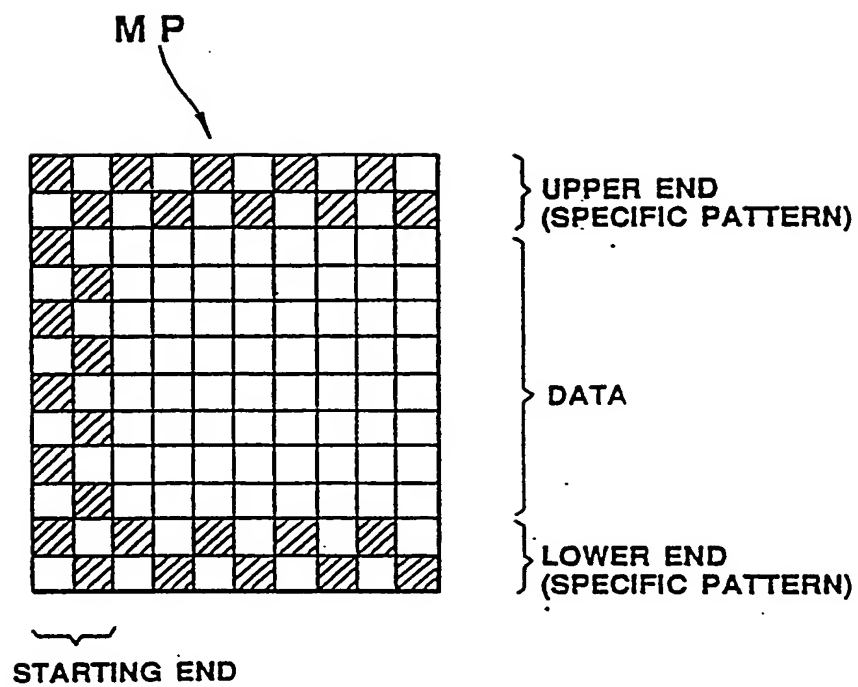 M P
UPPER END
(SPECIFIC PATTERN)
DATA
LOWER END
(SPECIFIC PATTERN)
STARTING END